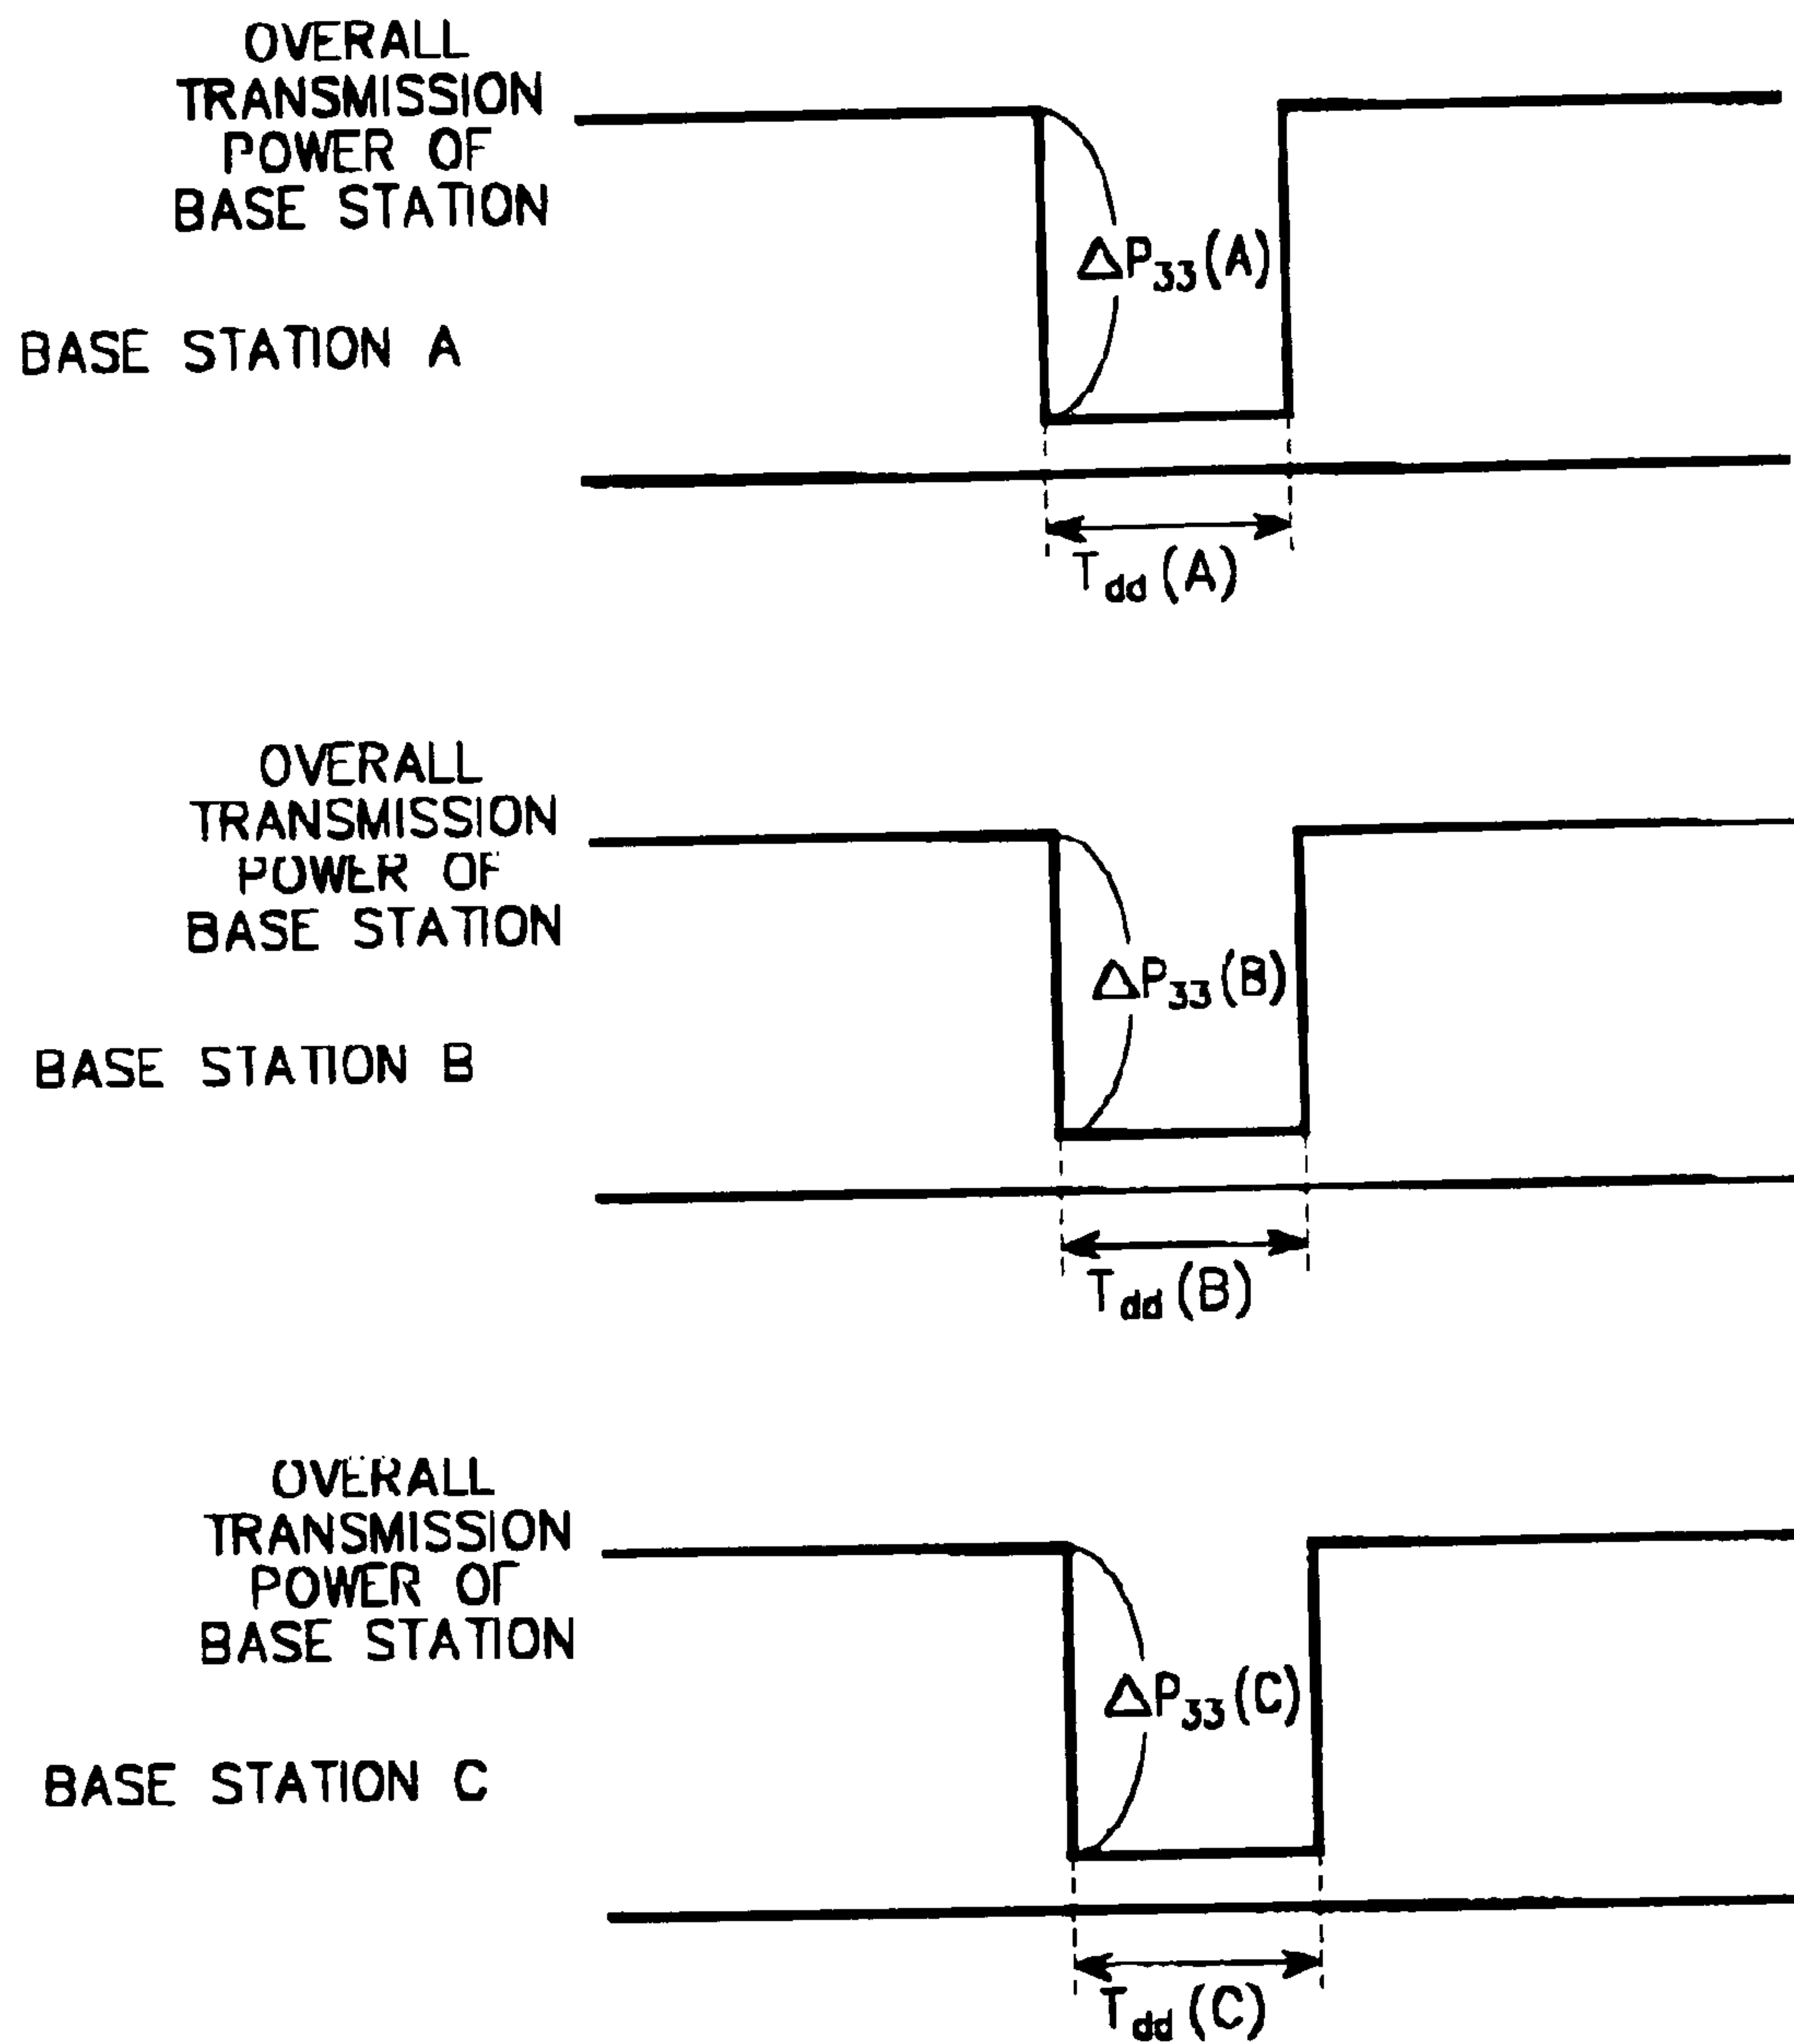 OVERALL
TRANSMISSION
POWER OF
BASE STATION
ΔP33(A)
BASE STATION A
Tdd(A)
OVERALL
TRANSMISSION
POWER OF
BASE STATION
ΔP33(B)
BASE STATION B
Tdd(B)
OVERALL
TRANSMISSION
POWER OF
BASE STATION
ΔP33(C)
BASE STATION C
Tdd(C)